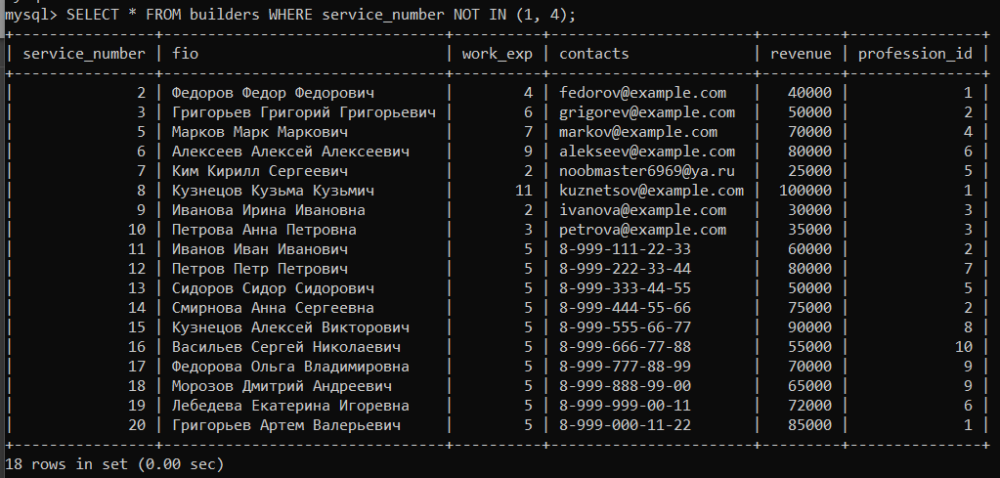 mysql> SELECT * FROM builders WHERE service_number NOT IN (1, 4);
+----------------+--------------------------------+----------+----------------------+---------+---------------+
| service_number | fio                            | work_exp | contacts             | revenue | profession_id |
+----------------+--------------------------------+----------+----------------------+---------+---------------+
|              2 | Федоров Федор Федорович        |        4 | fedorov@example.com  |   40000 |             1 |
|              3 | Григорьев Григорий Григорьевич |        6 | grigorev@example.com |   50000 |             2 |
|              5 | Марков Марк Маркович           |        7 | markov@example.com   |   70000 |             4 |
|              6 | Алексеев Алексей Алексеевич    |        9 | alekseev@example.com |   80000 |             6 |
|              7 | Ким Кирилл Сергеевич           |        2 | noobmaster6969@ya.ru |   25000 |             5 |
|              8 | Кузнецов Кузьма Кузьмич        |       11 | kuznetsov@example.com |  100000 |             1 |
|              9 | Иванова Ирина Ивановна         |        2 | ivanova@example.com  |   30000 |             3 |
|             10 | Петрова Анна Петровна          |        3 | petrova@example.com  |   35000 |             3 |
|             11 | Иванов Иван Иванович           |        5 | 8-999-111-22-33      |   60000 |             2 |
|             12 | Петров Петр Петрович           |        5 | 8-999-222-33-44      |   80000 |             7 |
|             13 | Сидоров Сидор Сидорович        |        5 | 8-999-333-44-55      |   50000 |             5 |
|             14 | Смирнова Анна Сергеевна        |        5 | 8-999-444-55-66      |   75000 |             2 |
|             15 | Кузнецов Алексей Викторович    |        5 | 8-999-555-66-77      |   90000 |             8 |
|             16 | Васильев Сергей Николаевич     |        5 | 8-999-666-77-88      |   55000 |            10 |
|             17 | Федорова Ольга Владимировна    |        5 | 8-999-777-88-99      |   70000 |             9 |
|             18 | Морозов Дмитрий Андреевич      |        5 | 8-999-888-99-00      |   65000 |             9 |
|             19 | Лебедева Екатерина Игоревна    |        5 | 8-999-999-00-11      |   72000 |             6 |
|             20 | Григорьев Артем Валерьевич     |        5 | 8-999-000-11-22      |   85000 |             1 |
+----------------+--------------------------------+----------+----------------------+---------+---------------+
18 rows in set (0.00 sec)